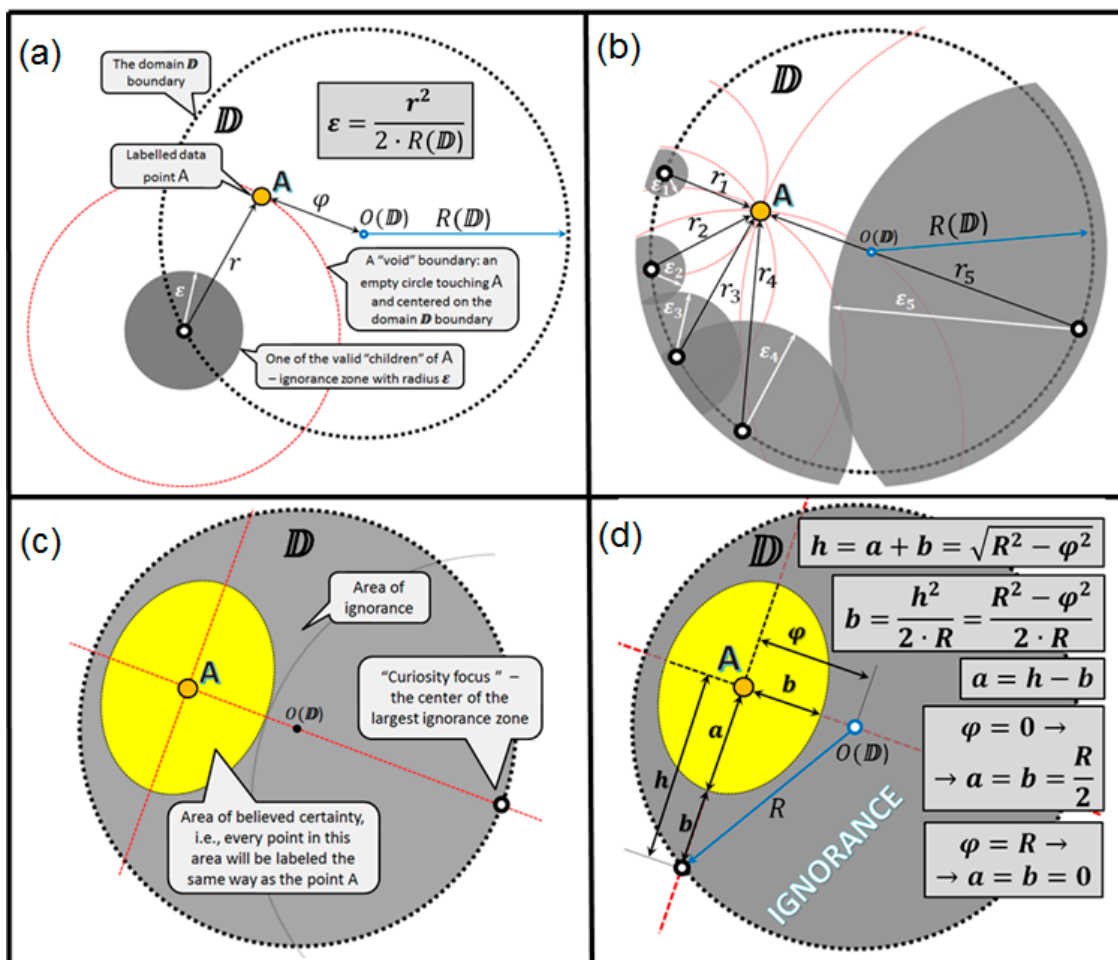 (a)
The domain 𝔻
boundary
𝔻
ε = r² / 2 · R(𝔻)
Labelled data
point A
A
φ
O(𝔻)
R(𝔻)
r
ε
A "void" boundary: an
empty circle touching A
and centered on the
domain 𝔻 boundary
One of the valid "children" of A
– ignorance zone with radius ε
(b)
𝔻
ε₁
r₁
A
r₂
ε₂
r₃
r₄
O(𝔻)
R(𝔻)
r₅
ε₃
ε₅
ε₄
(c)
𝔻
Area of
ignorance
A
O(𝔻)
"Curiosity focus" –
the center of the
largest ignorance zone
Area of believed certainty,
i.e., every point in this
area will be labeled the
same way as the point A
(d)
𝔻
h = a + b = √(R² − φ²)
b = h² / 2 · R = R² − φ² / 2 · R
A
φ
b
a = h − b
a
h
O(𝔻)
φ = 0 →
→ a = b = R / 2
b
R
IGNORANCE
φ = R →
→ a = b = 0